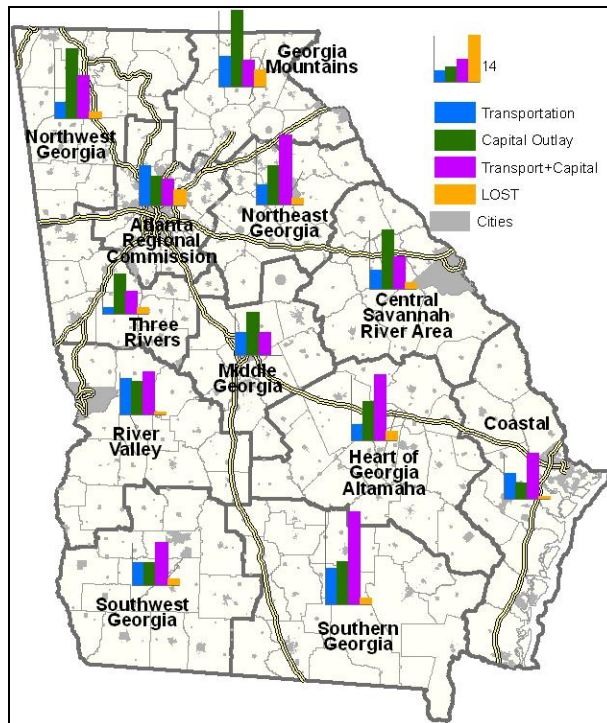 Georgia
Mountains
14
Transportation
Capital Outlay
Transport+Capital
LOST
Cities
Northwest
Georgia
Northeast
Georgia
Atlanta
Regional
Commission
Central
Savannah
River Area
Three
Rivers
Middle
Georgia
River
Valley
Heart of
Georgia
Altamaha
Coastal
Southwest
Georgia
Southern
Georgia